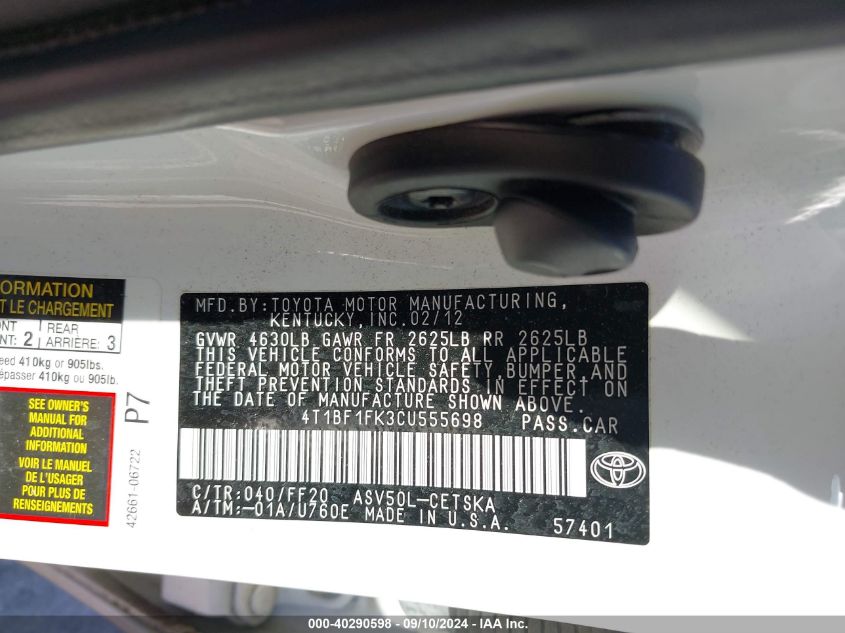 ORMATION
T LE CHARGEMENT
ONT
NT: 2
REAR
ARRIÈRE: 3
eed 410kg or 905lbs.
épasser 410kg ou 905lb.
SEE OWNER'S
MANUAL FOR
ADDITIONAL
INFORMATION
VOIR LE MANUEL
DE L'USAGER
POUR PLUS DE
RENSEIGNEMENTS
P7
42661-06722
MFD.BY:TOYOTA MOTOR MANUFACTURING,
KENTUCKY, INC.02/12
GVWR 4630LB GAWR FR 2625LB RR 2625LB
THIS VEHICLE CONFORMS TO ALL APPLICABLE
FEDERAL MOTOR VEHICLE SAFETY,BUMPER,AND
THEFT PREVENTION STANDARDS IN EFFECT ON
THE DATE OF MANUFACTURE SHOWN ABOVE.
4T1BF1FK3CU555698 PASS.CAR
C/TR:040/FF20 ASV50L-CETSKA
A/TM:-01A/U760E MADE IN U.S.A.
57401
000-40290598 - 09/10/2024 - IAA, Inc.